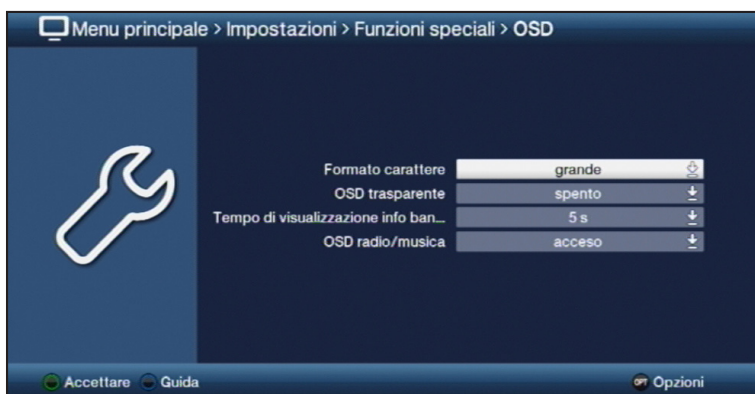 Menu principale > Impostazioni > Funzioni speciali > OSD
Formato carattere grande
OSD trasparente spento
Tempo di visualizzazione info ban... 5 s
OSD radio/musica acceso
Accettare Guida OPT Opzioni